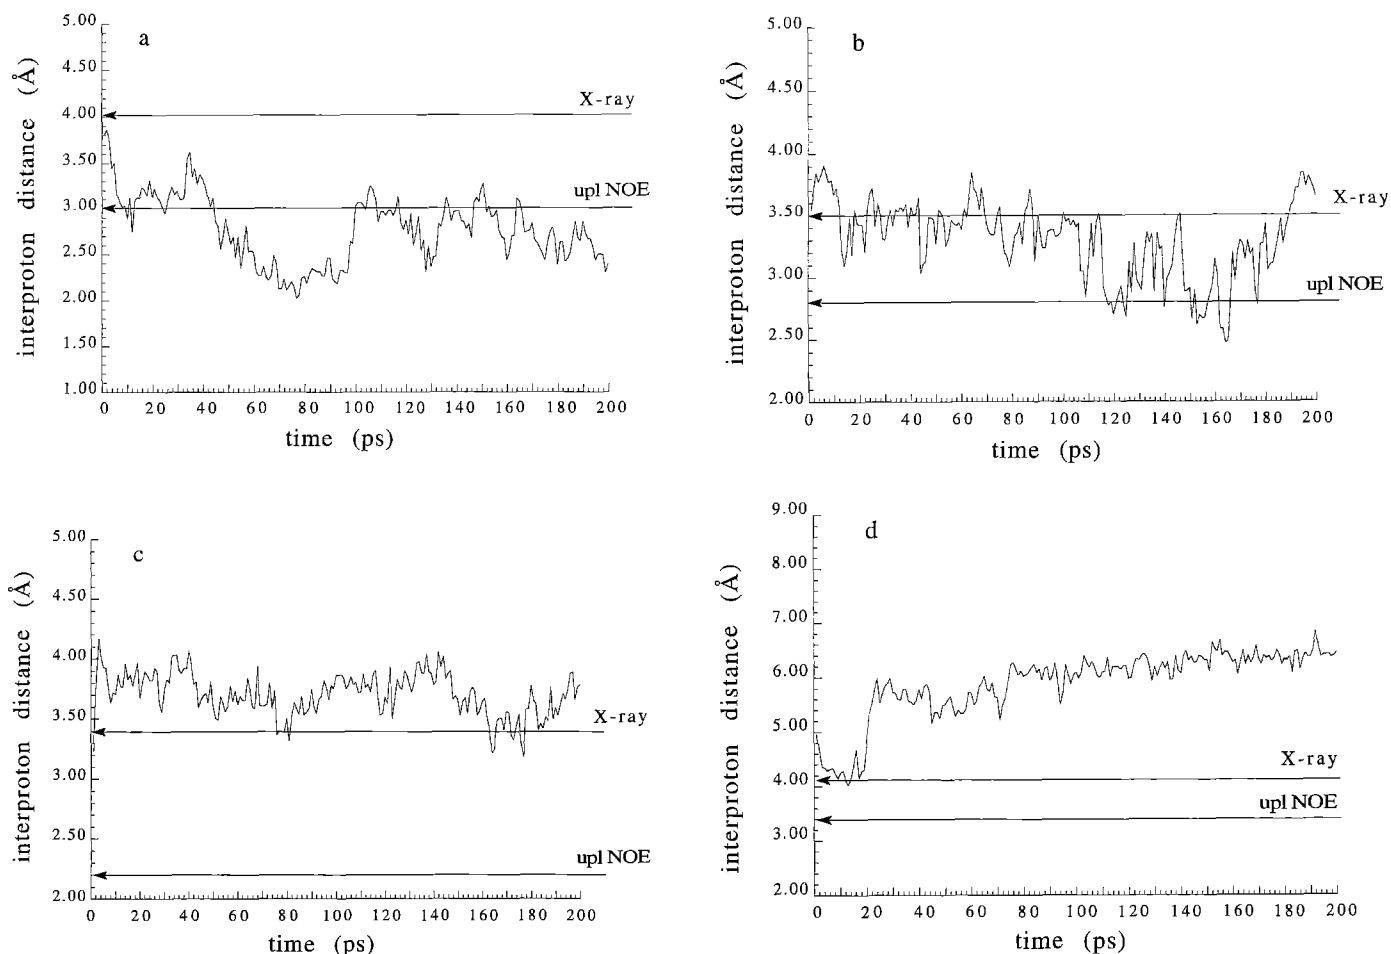 a
5.00
4.50
4.00
3.50
3.00
2.50
2.00
1.50
1.00
interproton distance (Å)
X-ray
upl NOE
0 20 40 60 80 100 120 140 160 180 200
time (ps)
b
5.00
4.50
4.00
3.50
3.00
2.50
2.00
interproton distance (Å)
X-ray
upl NOE
0 20 40 60 80 100 120 140 160 180 200
time (ps)
c
5.00
4.50
4.00
3.50
3.00
2.50
2.00
interproton distance (Å)
X-ray
upl NOE
0 20 40 60 80 100 120 140 160 180 200
time (ps)
d
9.00
8.00
7.00
6.00
5.00
4.00
3.00
2.00
interproton distance (Å)
X-ray
upl NOE
0 20 40 60 80 100 120 140 160 180 200
time (ps)